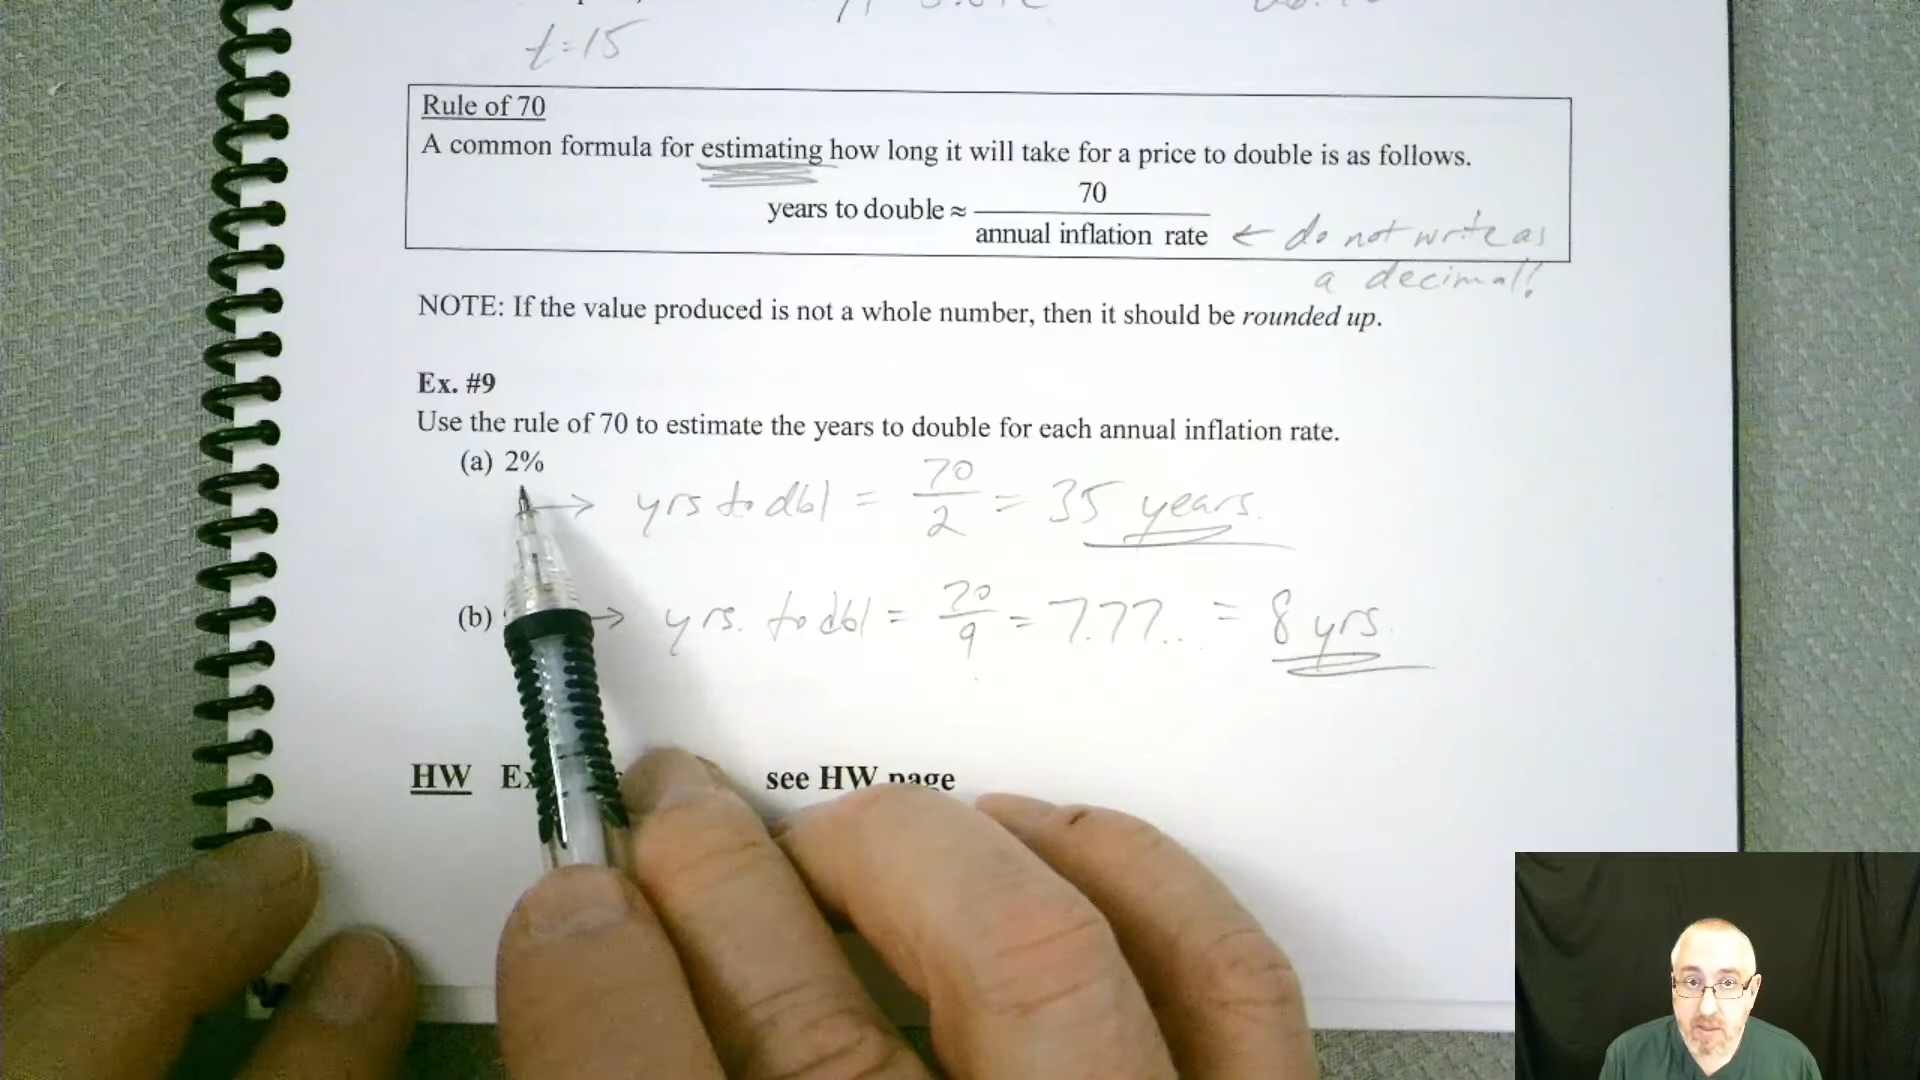 t=15
Rule of 70
A common formula for estimating how long it will take for a price to double is as follows.
years to double ≈ 70 / annual inflation rate ← do not write as
a decimal!
NOTE: If the value produced is not a whole number, then it should be rounded up.
Ex. #9
Use the rule of 70 to estimate the years to double for each annual inflation rate.
(a) 2%
→ yrs to dbl = 70/2 = 35 years.
(b) → yrs. to dbl = 70/9 = 7.77.. = 8 yrs.
HW see HW page